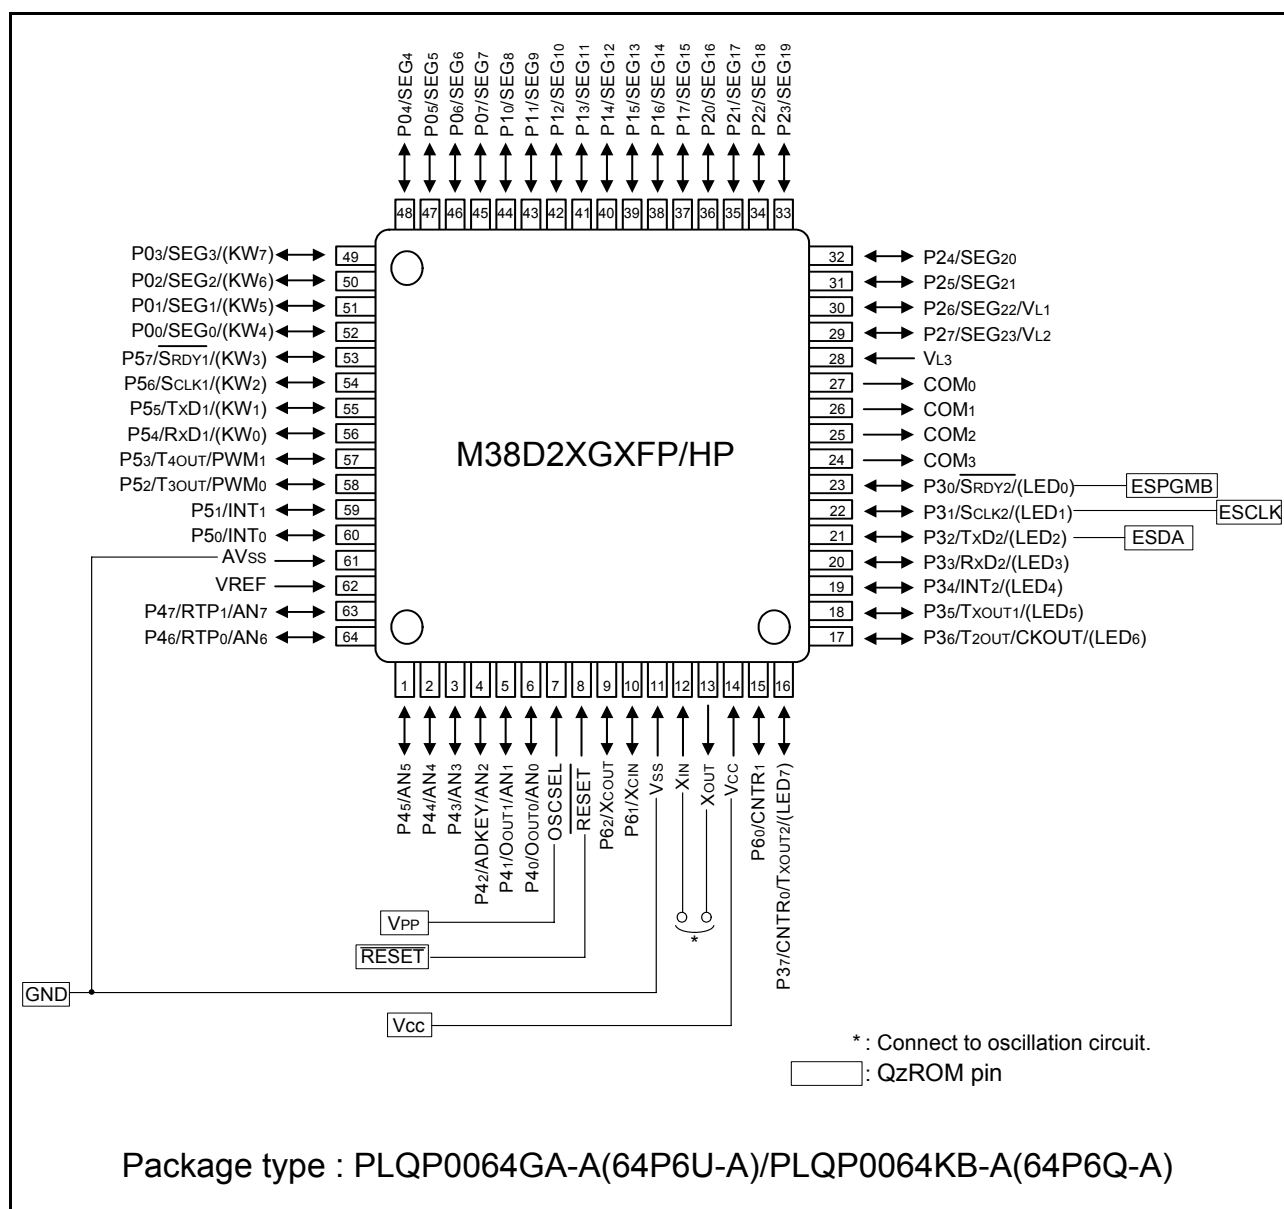 P04/SEG4
P05/SEG5
P06/SEG6
P07/SEG7
P10/SEG8
P11/SEG9
P12/SEG10
P13/SEG11
P14/SEG12
P15/SEG13
P16/SEG14
P17/SEG15
P20/SEG16
P21/SEG17
P22/SEG18
P23/SEG19
48 47 46 45 44 43 42 41 40 39 38 37 36 35 34 33
P03/SEG3/(KW7) 49
P02/SEG2/(KW6) 50
P01/SEG1/(KW5) 51
P00/SEG0/(KW4) 52
P57/SRDY1/(KW3) 53
P56/SCLK1/(KW2) 54
P55/TXD1/(KW1) 55
P54/RXD1/(KW0) 56
P53/T4OUT/PWM1 57
P52/T3OUT/PWM0 58
P51/INT1 59
P50/INT0 60
AVSS 61
VREF 62
P47/RTP1/AN7 63
P46/RTP0/AN6 64
M38D2XGXFP/HP
32 P24/SEG20
31 P25/SEG21
30 P26/SEG22/VL1
29 P27/SEG23/VL2
28 VL3
27 COM0
26 COM1
25 COM2
24 COM3
23 P30/SRDY2/(LED0) ESPGMB
22 P31/SCLK2/(LED1) ESCLK
21 P32/TXD2/(LED2) ESDA
20 P33/RXD2/(LED3)
19 P34/INT2/(LED4)
18 P35/TXOUT1/(LED5)
17 P36/T2OUT/CKOUT/(LED6)
1 2 3 4 5 6 7 8 9 10 11 12 13 14 15 16
P45/AN5
P44/AN4
P43/AN3
P42/ADKEY/AN2
P41/OOUT1/AN1
P40/OOUT0/AN0
OSCSEL
RESET
P62/XCOUT
P61/XCIN
VSS
XIN
XOUT
VCC
P60/CNTR1
P37/CNTR0/TXOUT2/(LED7)
VPP
*
RESET
GND
Vcc
* : Connect to oscillation circuit.
: QzROM pin
Package type : PLQP0064GA-A(64P6U-A)/PLQP0064KB-A(64P6Q-A)